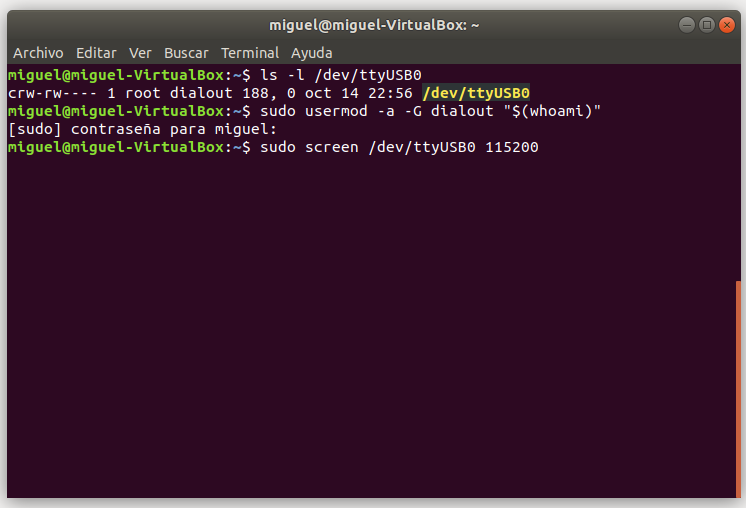 miguel@miguel-VirtualBox: ~
Archivo Editar Ver Buscar Terminal Ayuda
miguel@miguel-VirtualBox:~$ ls -l /dev/ttyUSB0
crw-rw---- 1 root dialout 188, 0 oct 14 22:56 /dev/ttyUSB0
miguel@miguel-VirtualBox:~$ sudo usermod -a -G dialout "$(whoami)"
[sudo] contraseña para miguel:
miguel@miguel-VirtualBox:~$ sudo screen /dev/ttyUSB0 115200